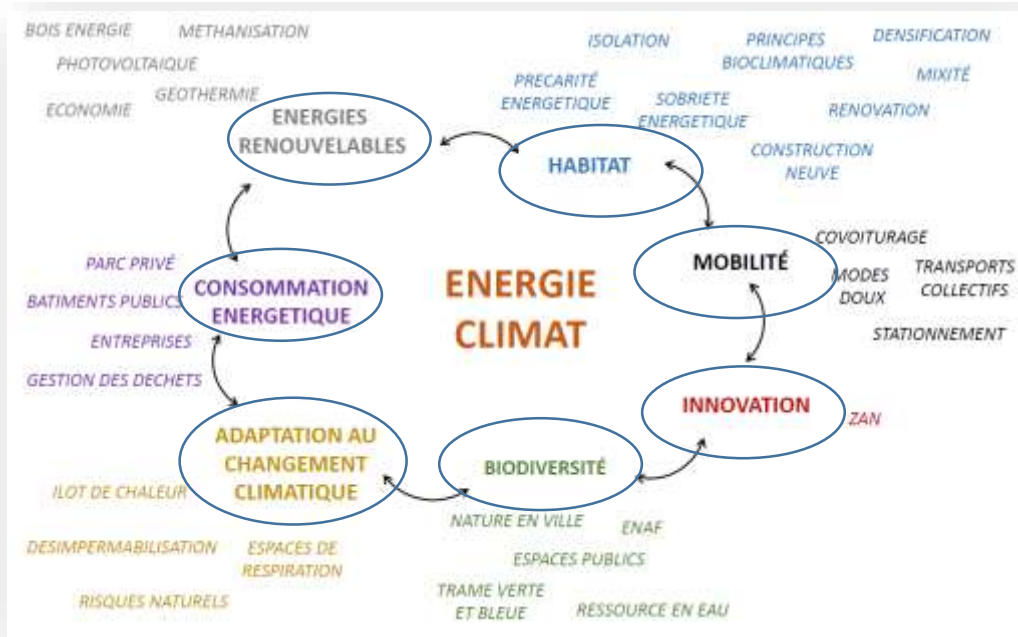 BOIS ENERGIE
METHANISATION
PHOTOVOLTAIQUE
GEOTHERMIE
ECONOMIE
ENERGIES
RENOUVELABLES
ISOLATION
PRINCIPES
BIOCLIMATIQUES
DENSIFICATION
MIXITÉ
PRECARITÉ
ENERGETIQUE
SOBRIETE
ENERGETIQUE
RENOVATION
CONSTRUCTION
NEUVE
HABITAT
COVOITURAGE
MOBILITÉ
MODES
DOUX
TRANSPORTS
COLLECTIFS
STATIONNEMENT
PARC PRIVÉ
BATIMENTS PUBLICS
ENTREPRISES
GESTION DES DECHETS
CONSOMMATION
ENERGETIQUE
ENERGIE
CLIMAT
INNOVATION
ZAN
ADAPTATION AU
CHANGEMENT
CLIMATIQUE
BIODIVERSITÉ
ILOT DE CHALEUR
DESIMPERMABILISATION
ESPACES DE
RESPIRATION
RISQUES NATURELS
NATURE EN VILLE
ENAF
ESPACES PUBLICS
TRAME VERTE
ET BLEUE
RESSOURCE EN EAU